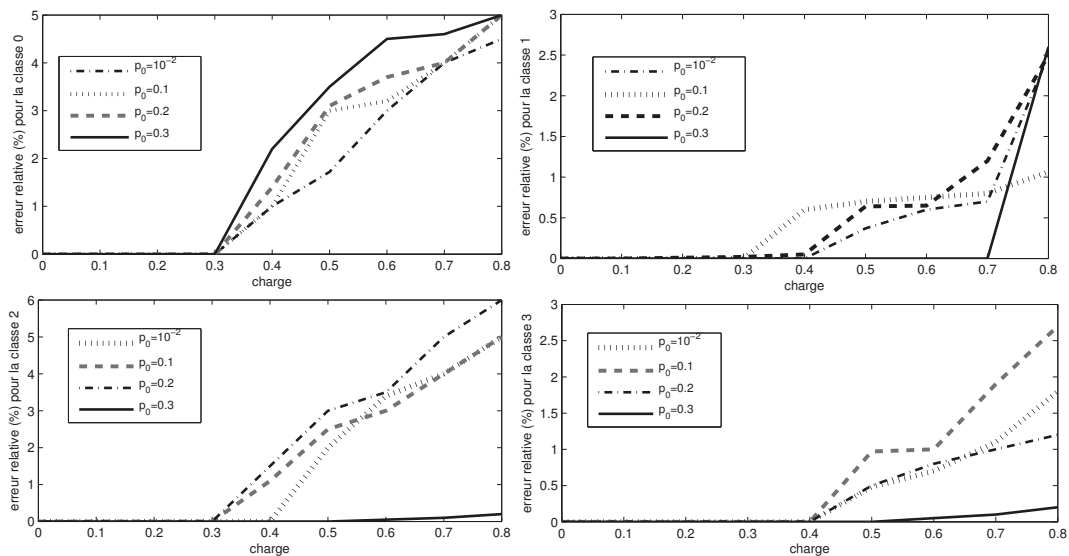 erreur relative (%) pour la classe 0
5
4
3
2
1
0
p₀=10⁻²
p₀=0.1
p₀=0.2
p₀=0.3
0 0.1 0.2 0.3 0.4 0.5 0.6 0.7 0.8
charge
erreur relative (%) pour la classe 1
3
2.5
2
1.5
1
0.5
0
p₀=10⁻²
p₀=0.1
p₀=0.2
p₀=0.3
0 0.1 0.2 0.3 0.4 0.5 0.6 0.7 0.8
charge
erreur relative (%) pour la classe 2
6
5
4
3
2
1
0
p₀=10⁻²
p₀=0.1
p₀=0.2
p₀=0.3
0 0.1 0.2 0.3 0.4 0.5 0.6 0.7 0.8
charge
erreur relative (%) pour la classe 3
3
2.5
2
1.5
1
0.5
0
p₀=10⁻²
p₀=0.1
p₀=0.2
p₀=0.3
0 0.1 0.2 0.3 0.4 0.5 0.6 0.7 0.8
charge